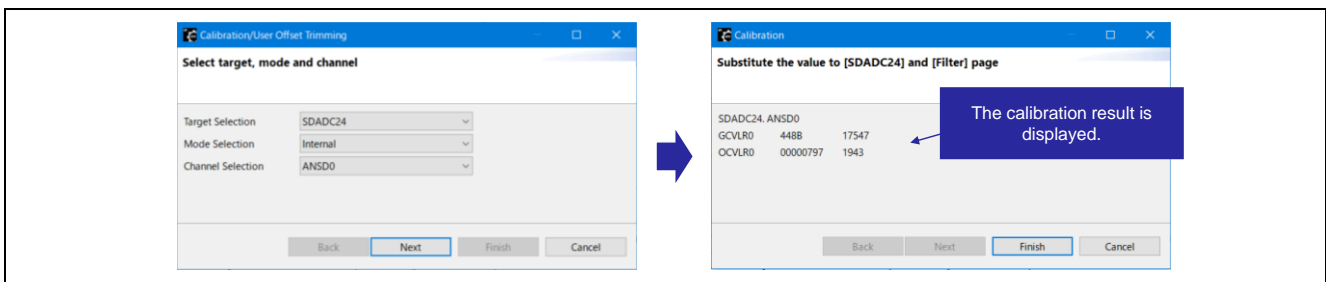 Calibration/User Offset Trimming
Select target, mode and channel
Target Selection SDADC24
Mode Selection Internal
Channel Selection ANSD0
Back Next Finish Cancel
Calibration
Substitute the value to [SDADC24] and [Filter] page
SDADC24. ANSD0
GCVLR0 448B 17547
OCVLR0 00000797 1943
The calibration result is
displayed.
Back Next Finish Cancel